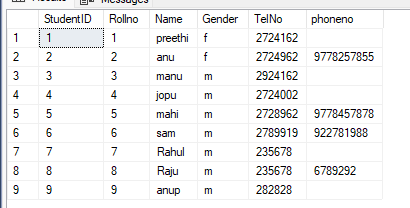 Messages
StudentID Rollno Name Gender TelNo phoneno
1 1 1 preethi f 2724162
2 2 2 anu f 2724962 9778257855
3 3 3 manu m 2924162
4 4 4 jopu m 2724002
5 5 5 mahi m 2728962 9778457878
6 6 6 sam m 2789919 922781988
7 7 7 Rahul m 235678
8 8 8 Raju m 235678 6789292
9 9 9 anup m 282828